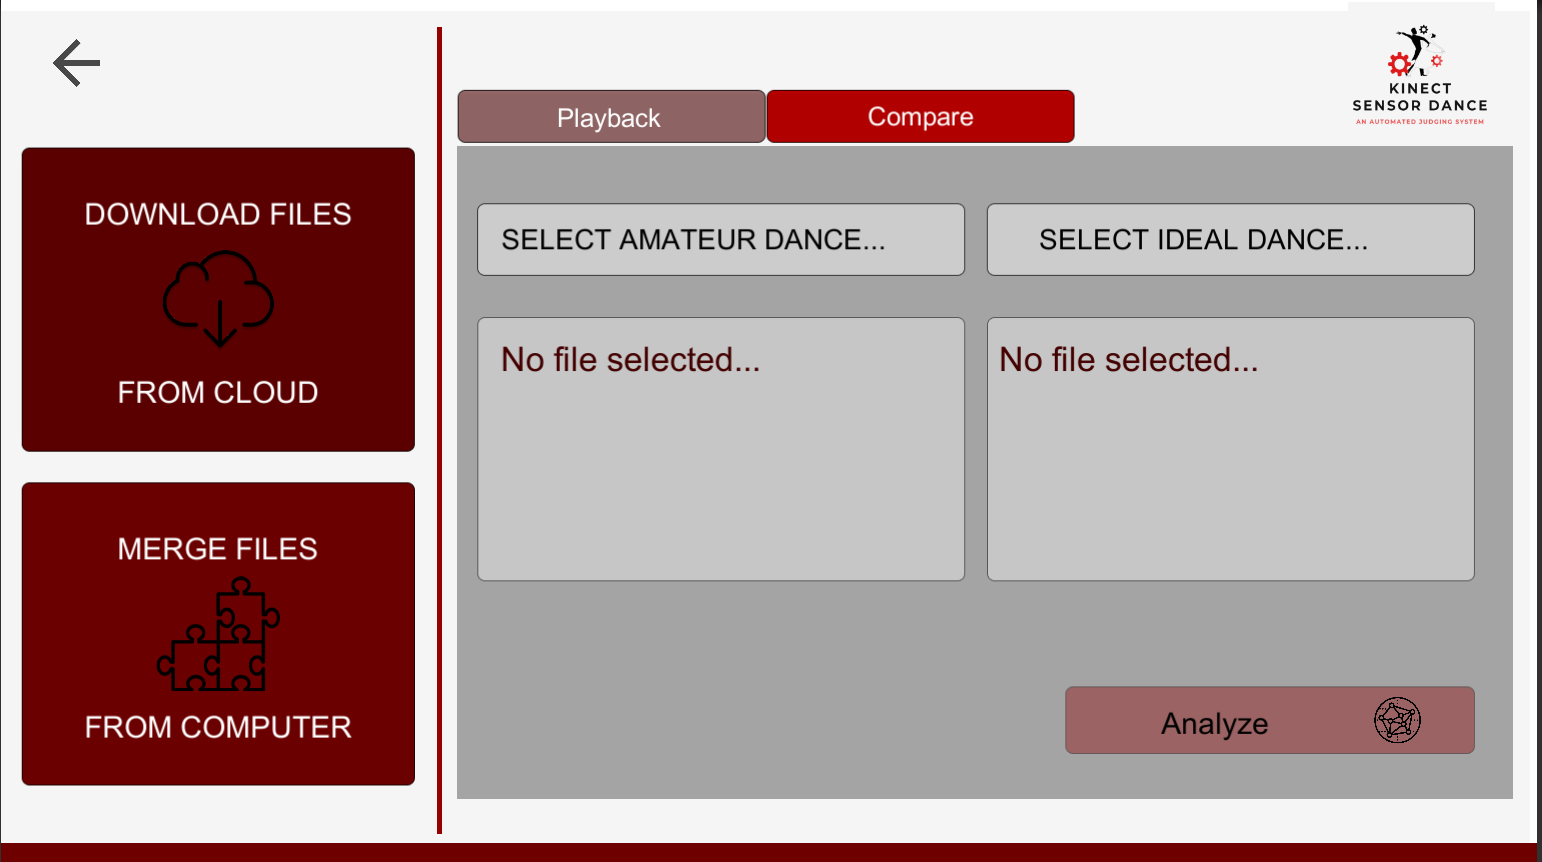 KINECT
SENSOR DANCE
AN AUTOMATED JUDGING SYSTEM
Playback
Compare
DOWNLOAD FILES
FROM CLOUD
MERGE FILES
FROM COMPUTER
SELECT AMATEUR DANCE...
SELECT IDEAL DANCE...
No file selected...
No file selected...
Analyze